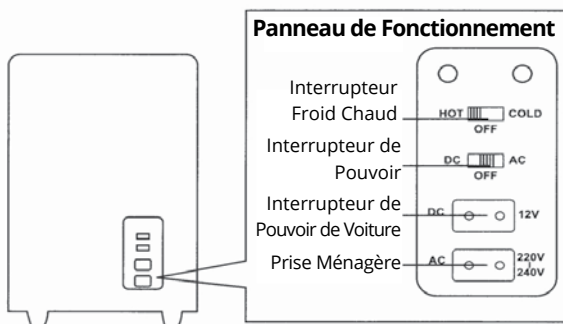 Panneau de Fonctionnement
Interrupteur
Froid Chaud
HOT COLD
OFF
Interrupteur de
Pouvoir
DC AC
OFF
Interrupteur de
Pouvoir de Voiture
DC 12V
Prise Ménagère
AC 220V
240V